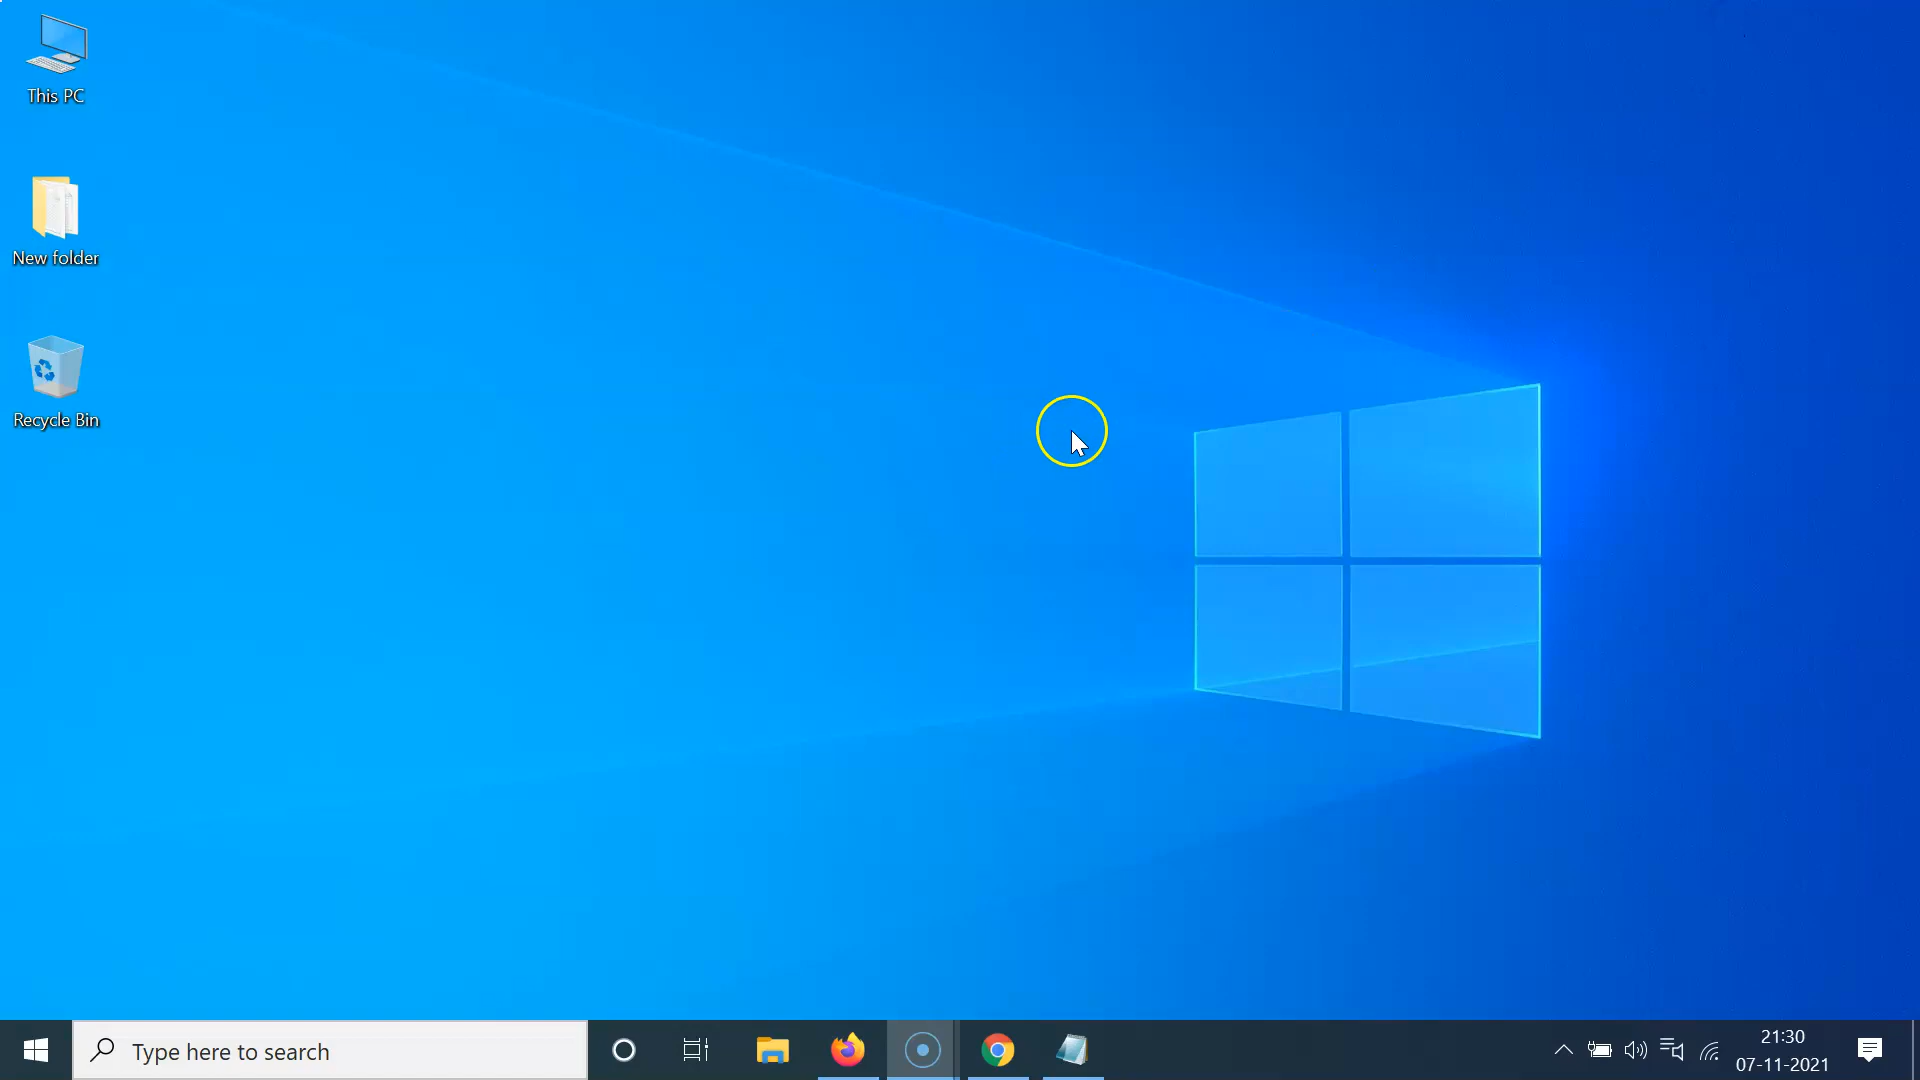 This PC
New folder
Recycle Bin
Type here to search
21:30
07-11-2021